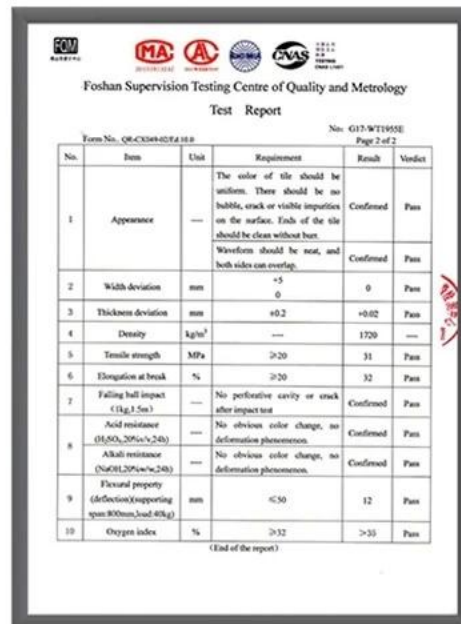 FQM
MA
AL
CNAS
TESTING
Foshan Supervision Testing Centre of Quality and Metrology
Test Report
No: G17-WT1955E
Form No.: QR-CX049-02/Ed 10.0
Page 2 of 2
No. Item Unit Requirement Result Verdict
1 Appearance ---- The color of tile should be uniform. There should be no bubble, crack or visible impurities on the surface. Ends of the tile should be clean without burr. Confirmed Pass
Waveform should be neat, and both sides can overlap. Confirmed Pass
2 Width deviation mm +5 0 0 Pass
3 Thickness deviation mm +0.2 +0.02 Pass
4 Density kg/m³ ---- 1720 ----
5 Tensile strength MPa ≥20 31 Pass
6 Elongation at break % ≥20 32 Pass
7 Falling ball impact (1kg,1.5m) ---- No perforative cavity or crack after impact test Confirmed Pass
8 Acid resistance (H₂SO₄,20%w/v,24h) ---- No obvious color change, no deformation phenomenon. Confirmed Pass
Alkali resistance (NaOH,20%w/w,24h) ---- No obvious color change, no deformation phenomenon. Confirmed Pass
9 Flexural property (deflection)(supporting span:800mm,load:40kg) mm ≤50 12 Pass
10 Oxygen index % ≥32 >35 Pass
(End of the report)